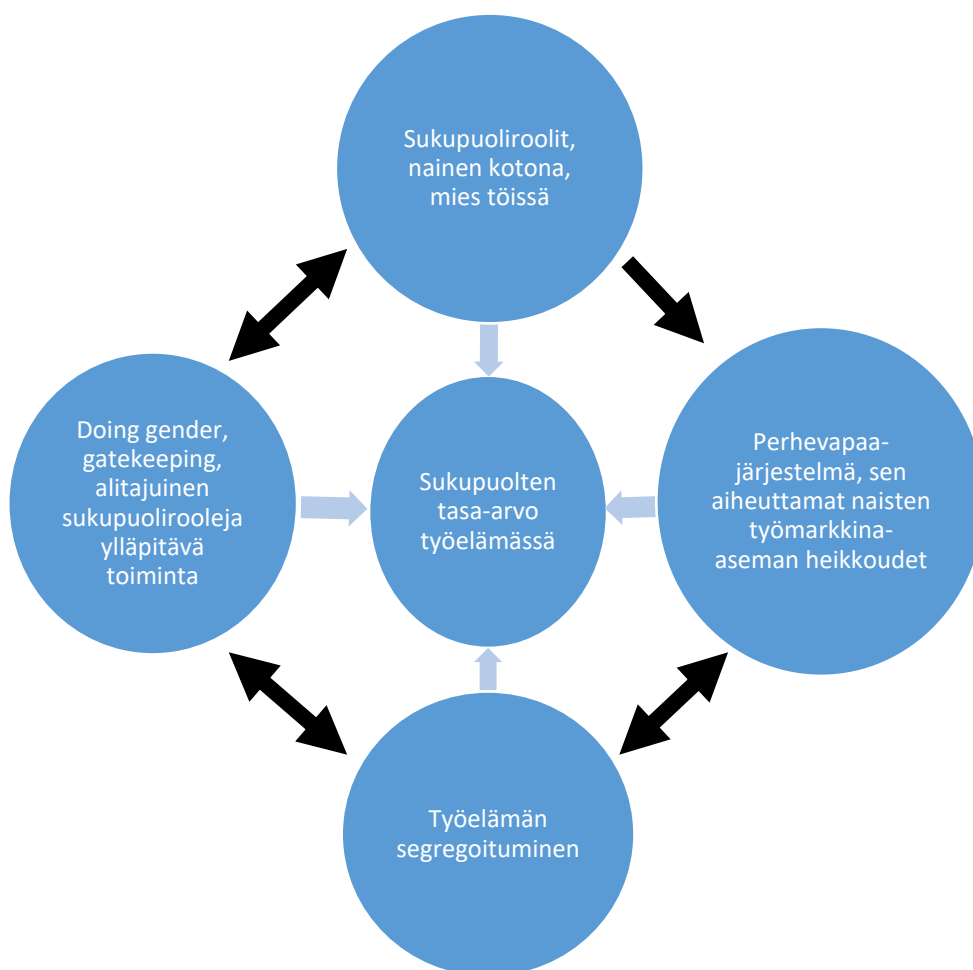 Sukupuoliroolit,
nainen kotona,
mies töissä
Doing gender,
gatekeeping,
alitajuinen
sukupuolirooleja
ylläpitävä
toiminta
Sukupuolten
tasa-arvo
työelämässä
Perhevapaa-
järjestelmä, sen
aiheuttamat naisten
työmarkkina-
aseman heikkoudet
Työelämän
segregoituminen